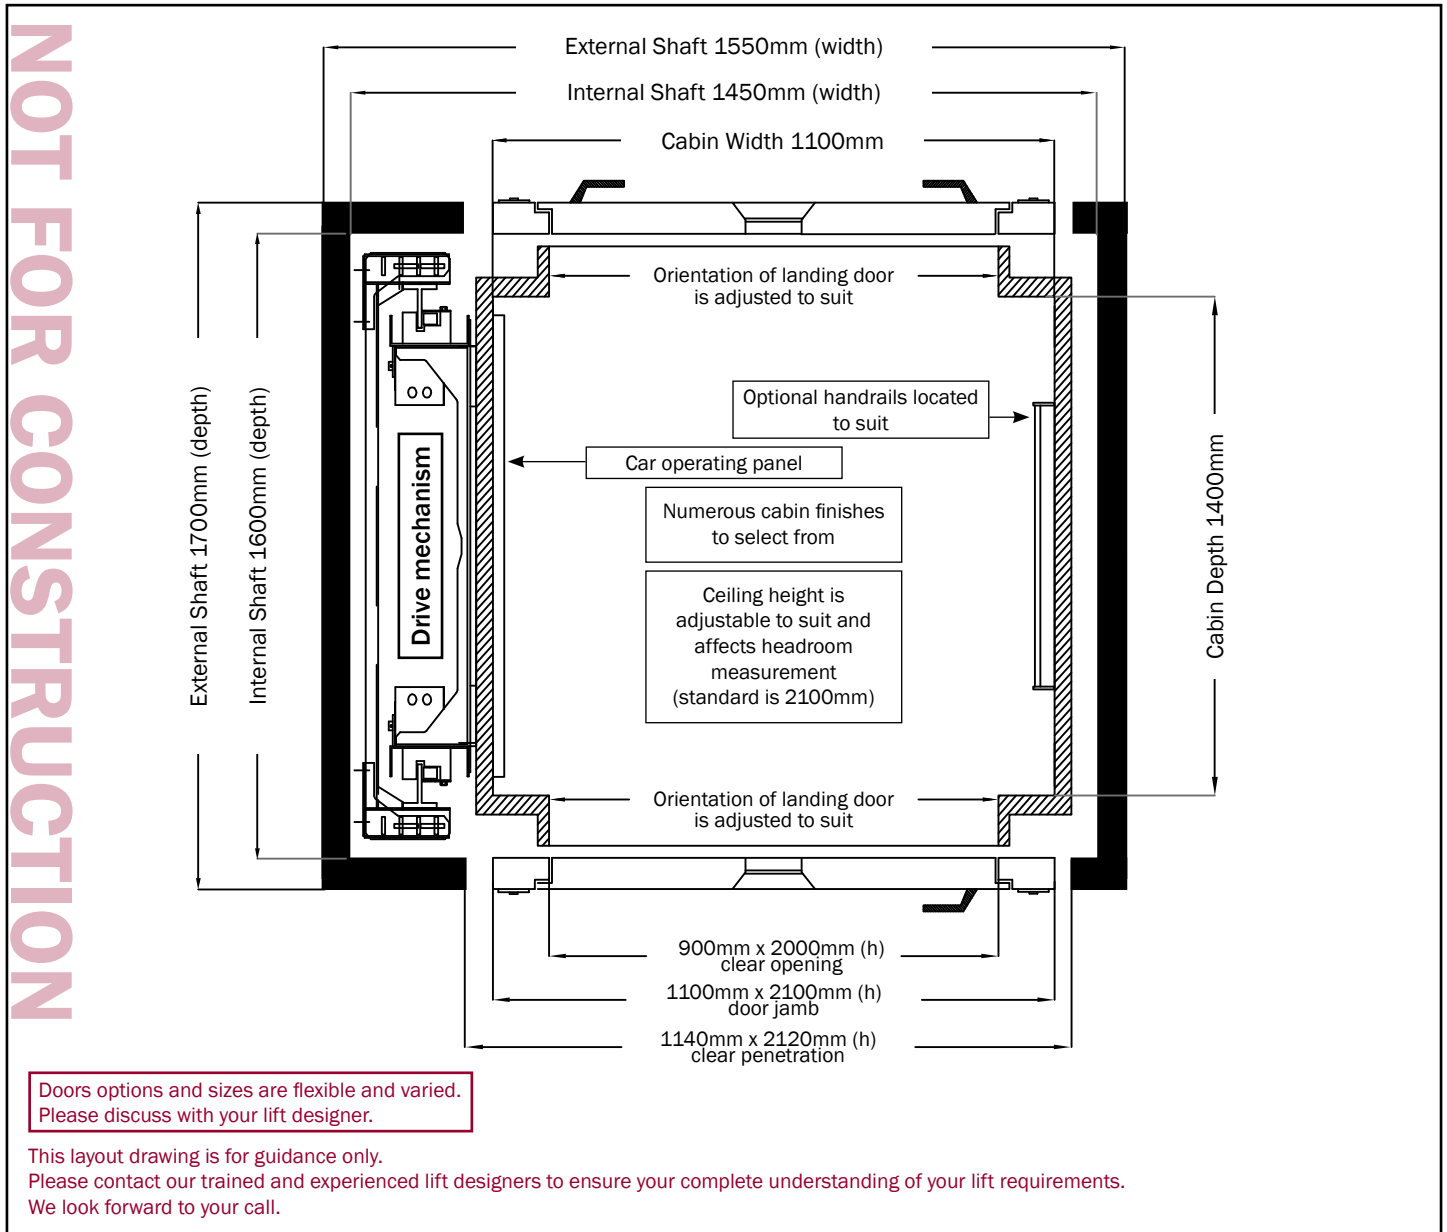 NOT FOR CONSTRUCTION
External Shaft 1550mm (width)
Internal Shaft 1450mm (width)
Cabin Width 1100mm
Orientation of landing door
is adjusted to suit
Optional handrails located
to suit
Car operating panel
Numerous cabin finishes
to select from
Ceiling height is
adjustable to suit and
affects headroom
measurement
(standard is 2100mm)
External Shaft 1700mm (depth)
Internal Shaft 1600mm (depth)
Drive mechanism
Cabin Depth 1400mm
Orientation of landing door
is adjusted to suit
900mm x 2000mm (h)
clear opening
1100mm x 2100mm (h)
door jamb
1140mm x 2120mm (h)
clear penetration
Doors options and sizes are flexible and varied.
Please discuss with your lift designer.
This layout drawing is for guidance only.
Please contact our trained and experienced lift designers to ensure your complete understanding of your lift requirements.
We look forward to your call.